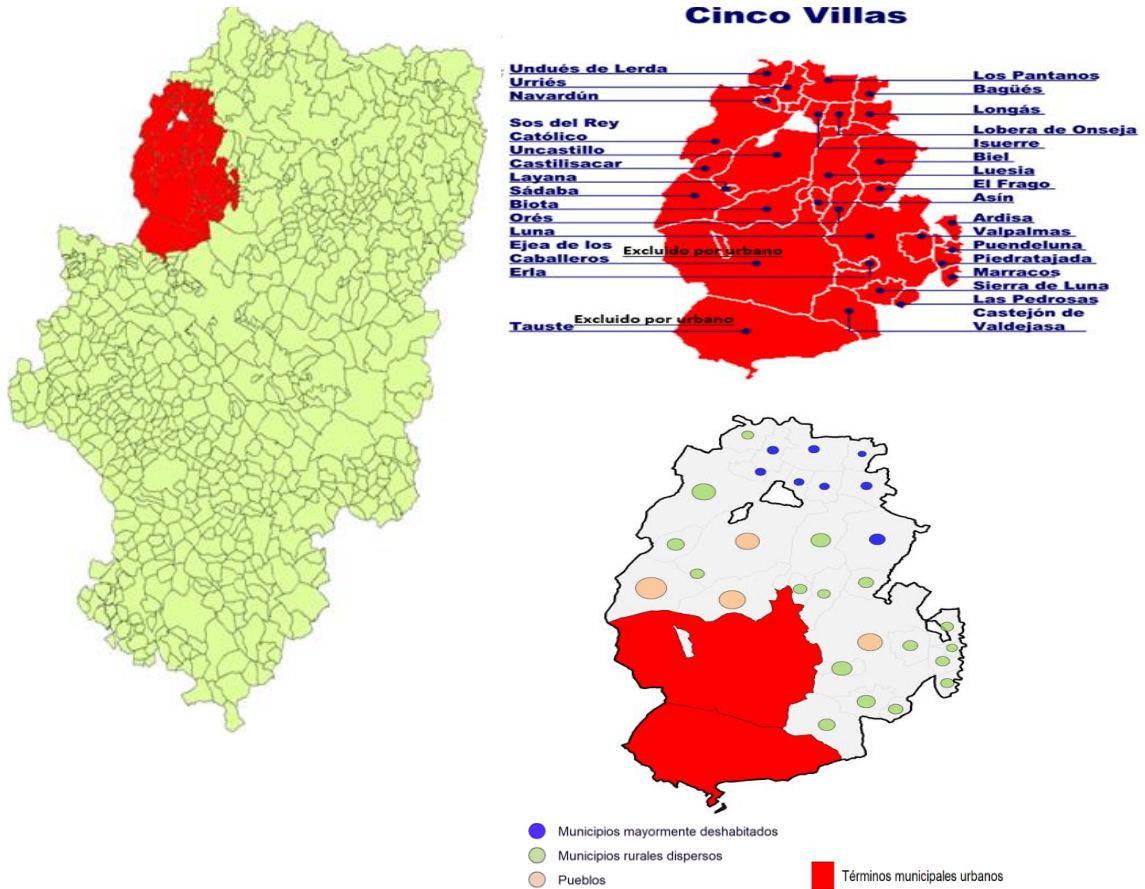 Cinco Villas
Undués de Lerda
Urriés
Navardún
Sos del Rey
Católico
Uncastillo
Castilisacar
Layana
Sádaba
Biota
Orés
Luna
Ejea de los
Caballeros
Erla
Tauste
Excluido por urbano
Excluido por urbano
Los Pantanos
Bagüés
Longás
Lobera de Onseja
Isuerre
Biel
Luesia
El Frago
Asín
Ardisa
Valpalmas
Puendeluna
Piedratajada
Marracos
Sierra de Luna
Las Pedrosas
Castejón de
Valdejasa
Municipios mayormente deshabitados
Municipios rurales dispersos
Pueblos
Términos municipales urbanos